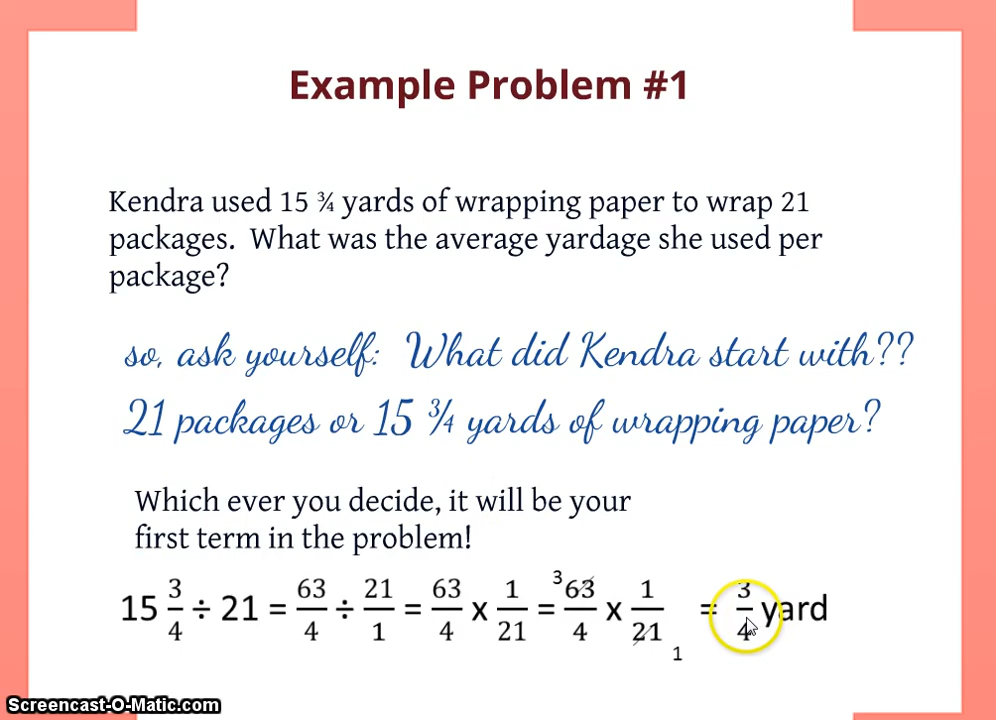 Example Problem #1
Kendra used 15 ¾ yards of wrapping paper to wrap 21
packages. What was the average yardage she used per
package?
so, ask yourself: What did Kendra start with??
21 packages or 15 ¾ yards of wrapping paper?
Which ever you decide, it will be your
first term in the problem!
15 3/4 ÷ 21 = 63/4 ÷ 21/1 = 63/4 x 1/21 = ³63/4 x 1/21 ₁ = 3/4 yard
Screencast-O-Matic.com